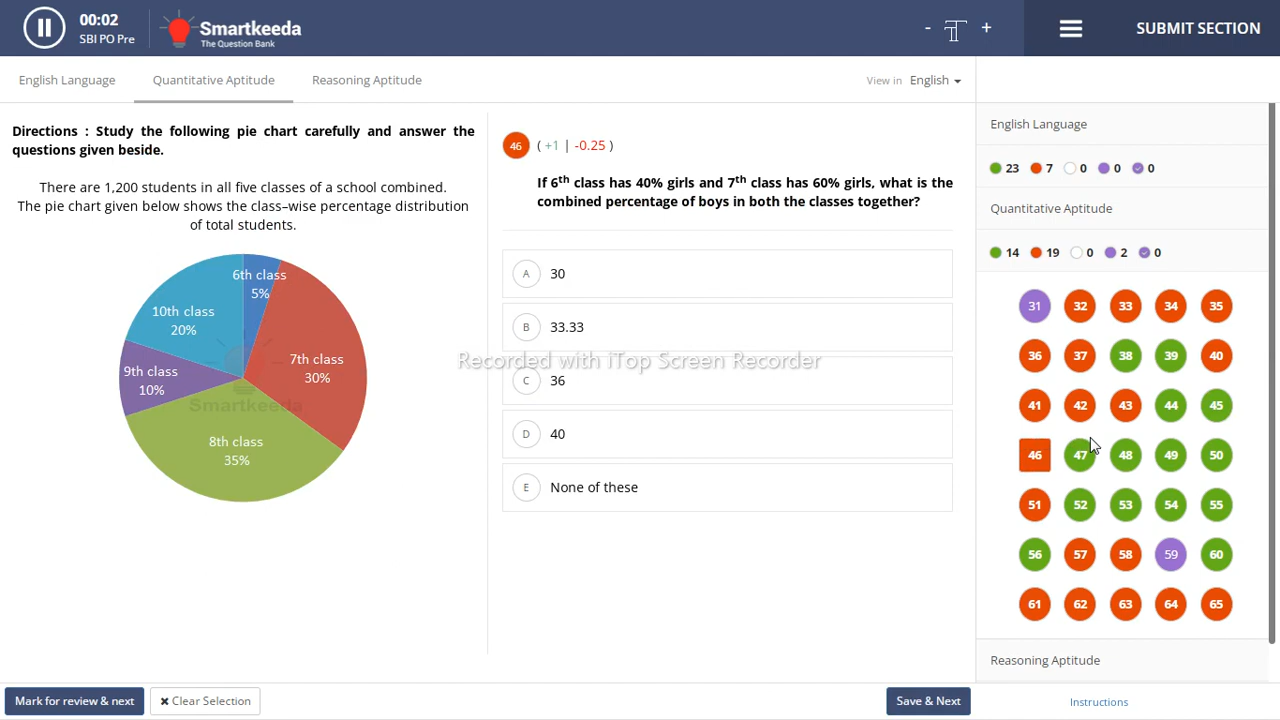 00:02
SBI PO Pre
Smartkeeda
The Question Bank
- T +
SUBMIT SECTION
English Language
Quantitative Aptitude
Reasoning Aptitude
View in English
Directions : Study the following pie chart carefully and answer the
questions given beside.
There are 1,200 students in all five classes of a school combined.
The pie chart given below shows the class–wise percentage distribution
of total students.
6th class
5%
10th class
20%
7th class
30%
9th class
10%
8th class
35%
Smartkeeda
46 ( +1 | -0.25 )
If 6th class has 40% girls and 7th class has 60% girls, what is the
combined percentage of boys in both the classes together?
A 30
B 33.33
Recorded with iTop Screen Recorder
C 36
D 40
E None of these
English Language
23 7 0 0 0
Quantitative Aptitude
14 19 0 2 0
31 32 33 34 35
36 37 38 39 40
41 42 43 44 45
46 47 48 49 50
51 52 53 54 55
56 57 58 59 60
61 62 63 64 65
Reasoning Aptitude
Mark for review & next
Clear Selection
Save & Next
Instructions